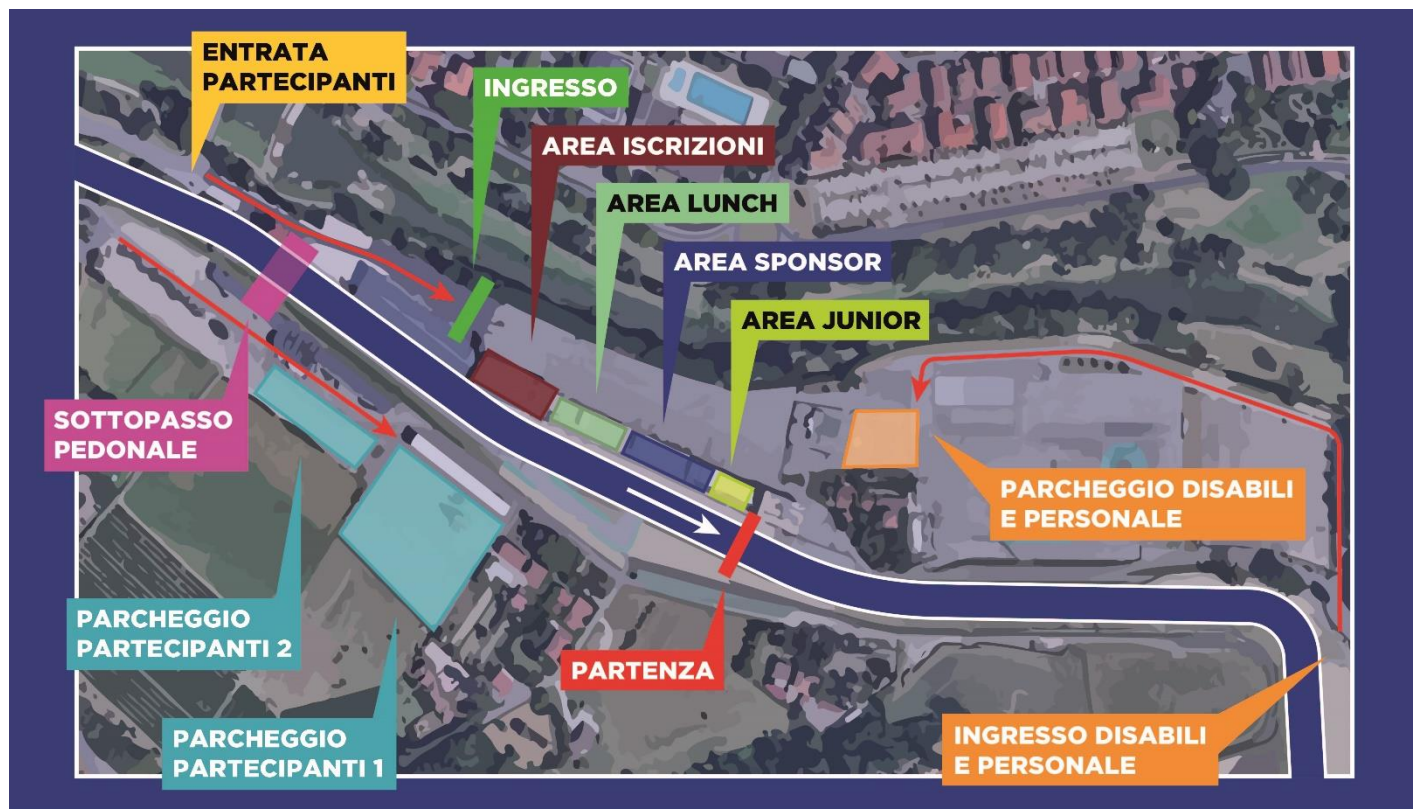 ENTRATA
PARTECIPANTI
INGRESSO
AREA ISCRIZIONI
AREA LUNCH
AREA SPONSOR
AREA JUNIOR
SOTTOPASSO
PEDONALE
PARCHEGGIO DISABILI
E PERSONALE
PARCHEGGIO
PARTECIPANTI 2
PARTENZA
PARCHEGGIO
PARTECIPANTI 1
INGRESSO DISABILI
E PERSONALE